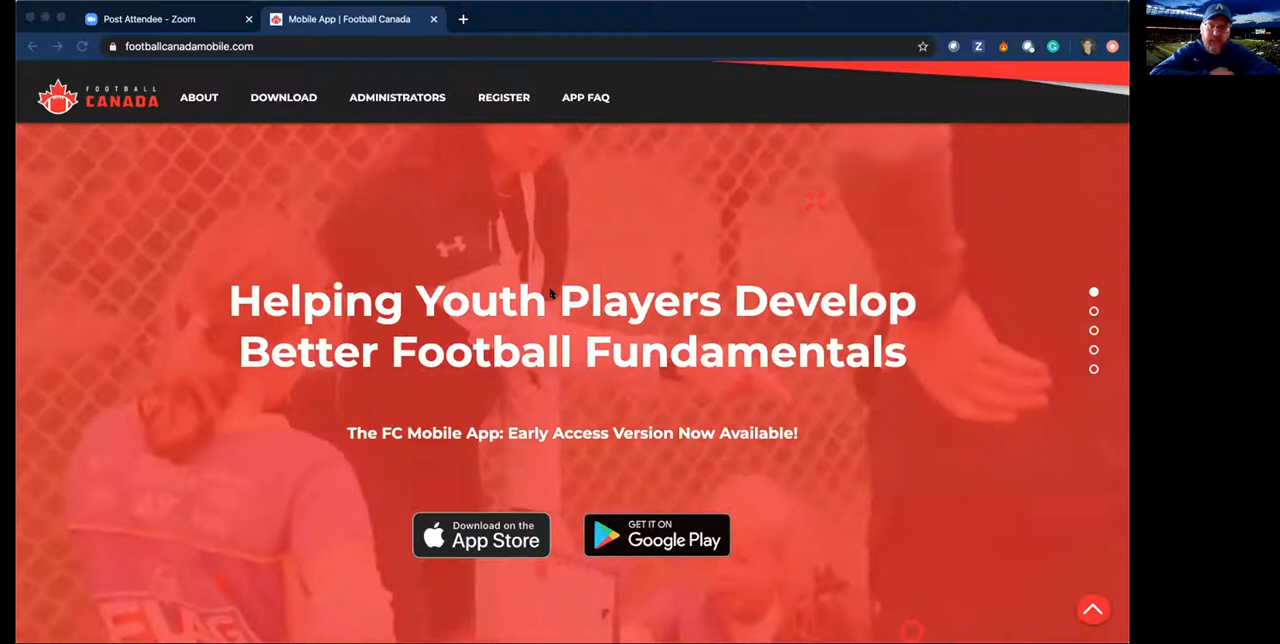 Post Attendee - Zoom
Mobile App | Football Canada
footballcanadamobile.com
Z
FOOTBALL
CANADA
ABOUT
DOWNLOAD
ADMINISTRATORS
REGISTER
APP FAQ
Helping Youth Players Develop
Better Football Fundamentals
The FC Mobile App: Early Access Version Now Available!
Download on the
App Store
GET IT ON
Google Play
FLAG